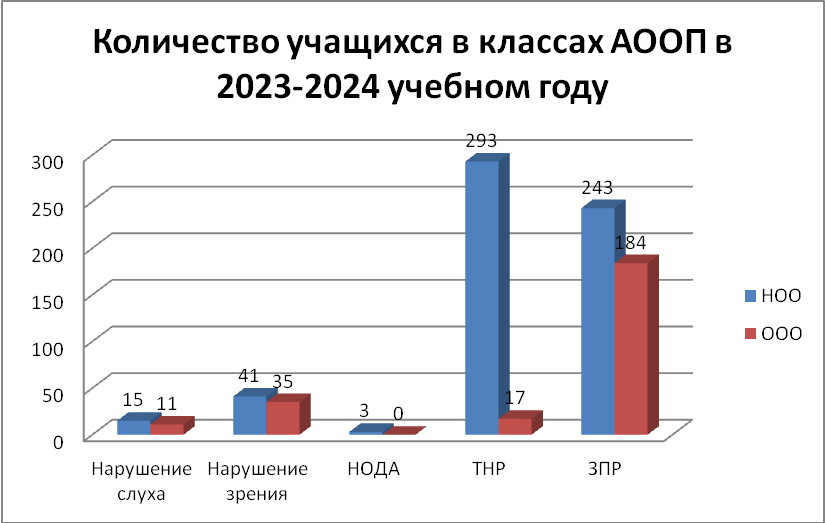 Количество учащихся в классах АООП в
2023-2024 учебном году
300
250
200
150
100
50
0
15
11
41
35
3
0
293
17
243
184
Нарушение
слуха
Нарушение
зрения
НОДА
ТНР
ЗПР
НОО
ООО